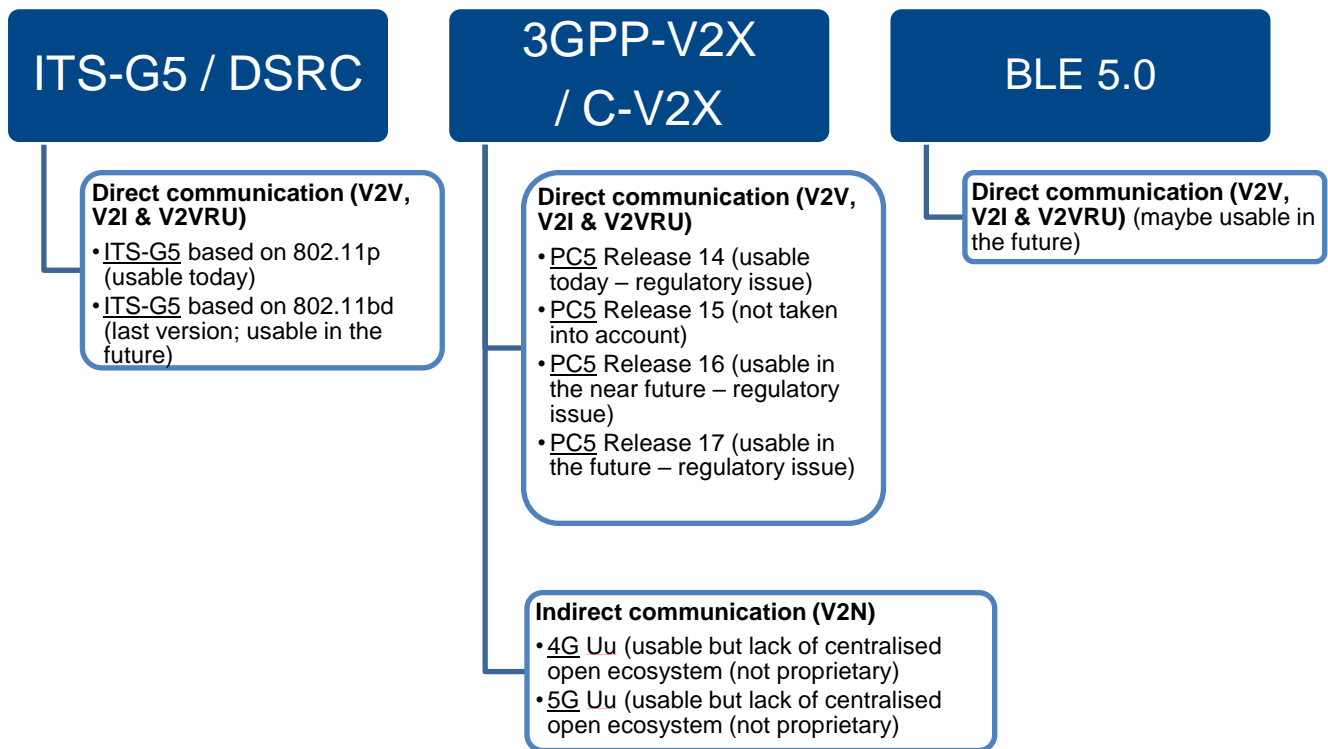 ITS-G5 / DSRC
Direct communication (V2V,
V2I & V2VRU)
• ITS-G5 based on 802.11p
(usable today)
• ITS-G5 based on 802.11bd
(last version; usable in the
future)
3GPP-V2X
/ C-V2X
Direct communication (V2V,
V2I & V2VRU)
• PC5 Release 14 (usable
today – regulatory issue)
• PC5 Release 15 (not taken
into account)
• PC5 Release 16 (usable in
the near future – regulatory
issue)
• PC5 Release 17 (usable in
the future – regulatory issue)
Indirect communication (V2N)
• 4G Uu (usable but lack of centralised
open ecosystem (not proprietary)
• 5G Uu (usable but lack of centralised
open ecosystem (not proprietary)
BLE 5.0
Direct communication (V2V,
V2I & V2VRU) (maybe usable in
the future)